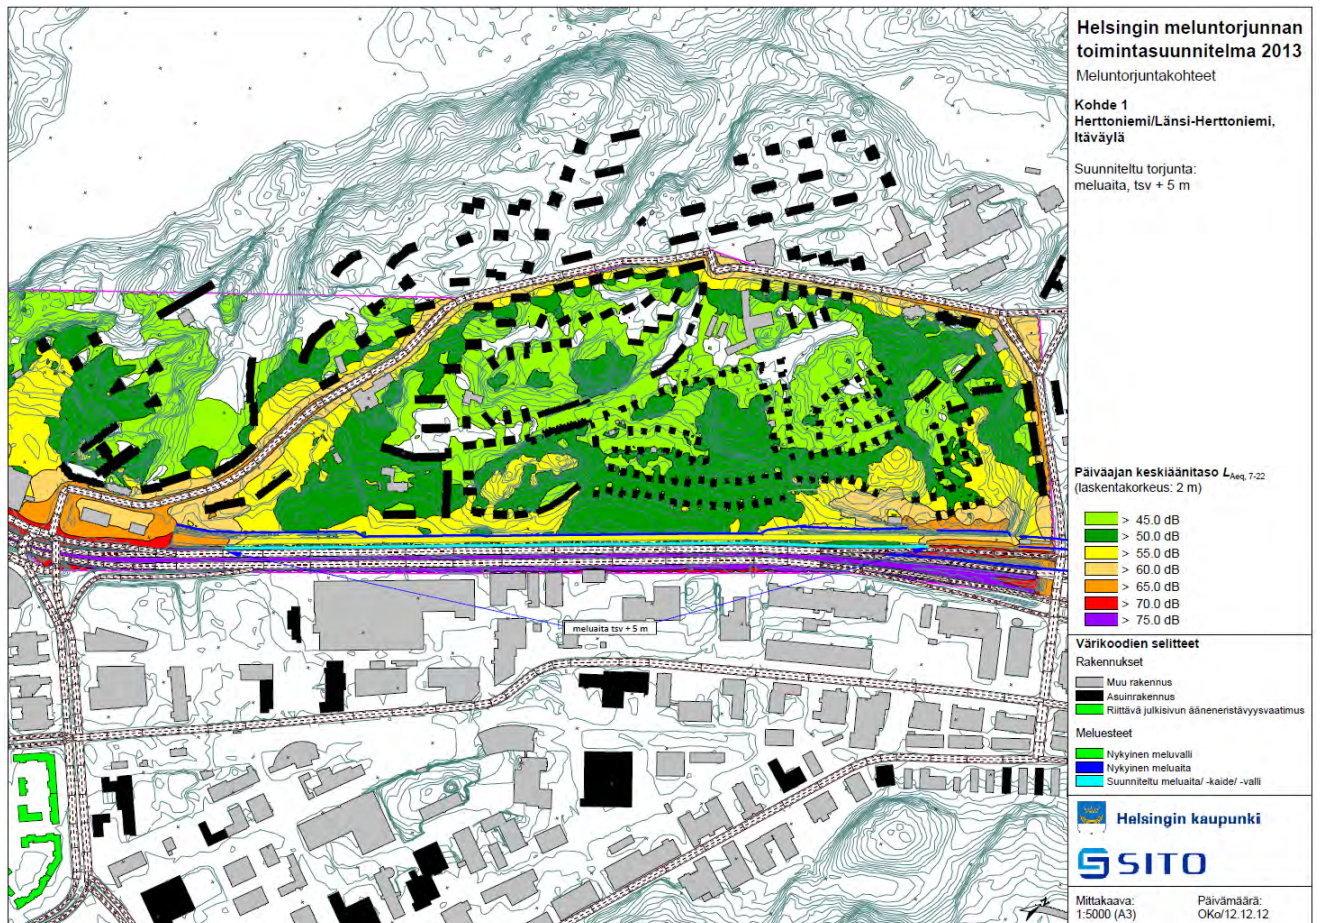 Helsingin meluntorjunnan
toimintasuunnitelma 2013
Meluntorjuntakohteet
Kohde 1
Herttoniemi/Länsi-Herttoniemi,
Itäväylä
Suunniteltu torjunta:
meluaita, tsv + 5 m
Päiväajan keskiäänitaso LAeq, 7-22
(laskentakorkeus: 2 m)
> 45.0 dB
> 50.0 dB
> 55.0 dB
> 60.0 dB
> 65.0 dB
> 70.0 dB
> 75.0 dB
meluaita tsv + 5 m
Värikoodien selitteet
Rakennukset
Muu rakennus
Asuinrakennus
Riittävä julkisivun ääneneristävyysvaatimus
Meluesteet
Nykyinen meluvalli
Nykyinen meluaita
Suunniteltu meluaita/ -kaide/ -valli
Helsingin kaupunki
SITO
Mittakaava:
1:5000 (A3)
Päivämäärä:
OKo/12.12.12